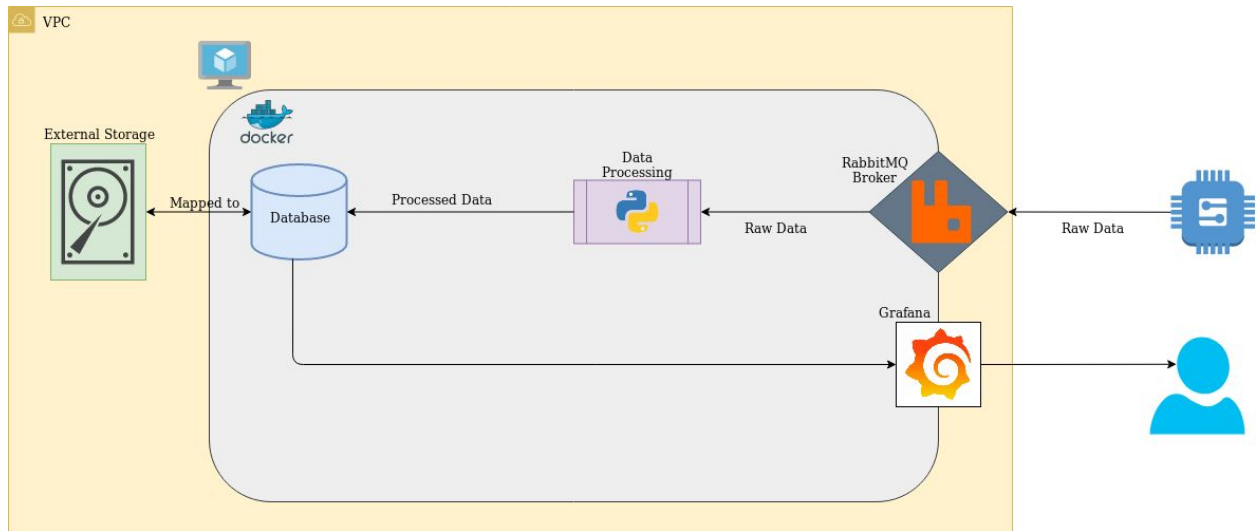 VPC
docker
External Storage
Mapped to
Database
Processed Data
Data
Processing
Raw Data
RabbitMQ
Broker
Raw Data
Grafana